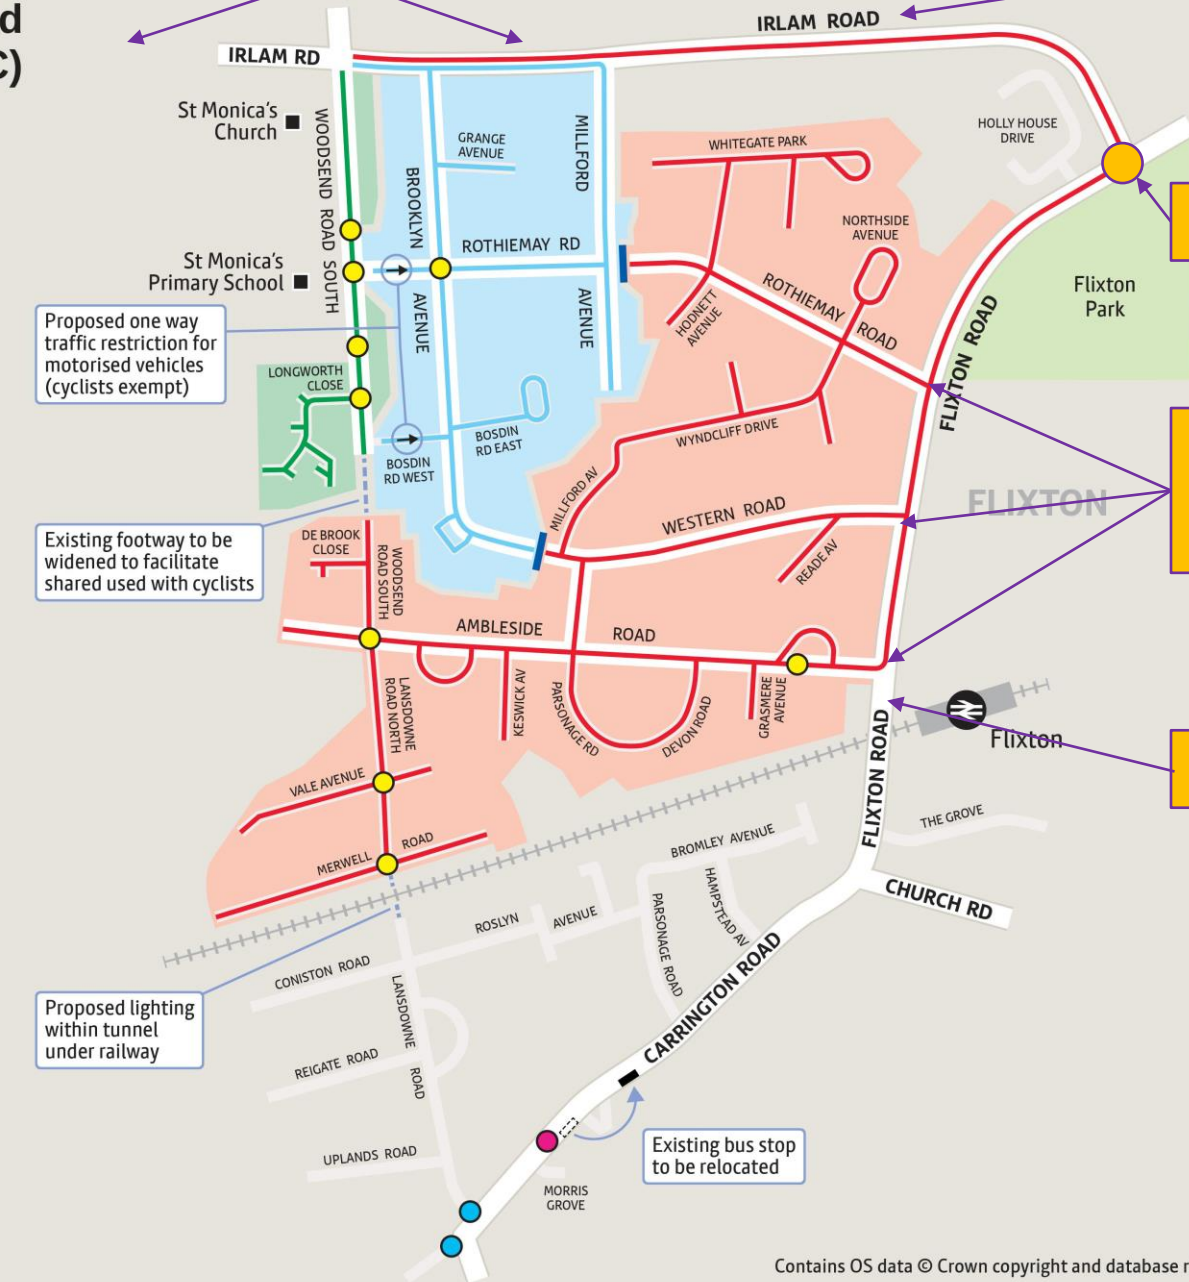 d
C)
IRLAM ROAD
IRLAM RD
St Monica's
Church
WOODSEND ROAD SOUTH
GRANGE
AVENUE
MILLFORD
AVENUE
BROOKLYN
AVENUE
WHITEGATE PARK
HOLLY HOUSE
DRIVE
NORTHSIDE
AVENUE
ROTHIEMAY RD
St Monica's
Primary School
Flixton
Park
HODNETT
AVENUE
ROTHIEMAY ROAD
FLIXTON ROAD
Proposed one way
traffic restriction for
motorised vehicles
(cyclists exempt)
LONGWORTH
CLOSE
WYNDCLIFF DRIVE
BOSDIN
RD EAST
BOSDIN
RD WEST
MILLFORD AV
WESTERN ROAD
FLIXTON
Existing footway to be
widened to facilitate
shared used with cyclists
DE BROOK
CLOSE
WOODSEND
ROAD SOUTH
READE AV
AMBLESIDE ROAD
LANSDOWNE
ROAD NORTH
KESWICK AV
PARSONAGE RD
DEVON ROAD
GRASMERE
AVENUE
Flixton
FLIXTON ROAD
VALE AVENUE
MERWELL ROAD
THE GROVE
BROMLEY AVENUE
HAMPSTEAD AV
CHURCH RD
ROSLYN AVENUE
PARSONAGE ROAD
CONISTON ROAD
CARRINGTON ROAD
LANSDOWNE ROAD
Proposed lighting
within tunnel
under railway
REIGATE ROAD
UPLANDS ROAD
Existing bus stop
to be relocated
MORRIS
GROVE
Contains OS data © Crown copyright and database r